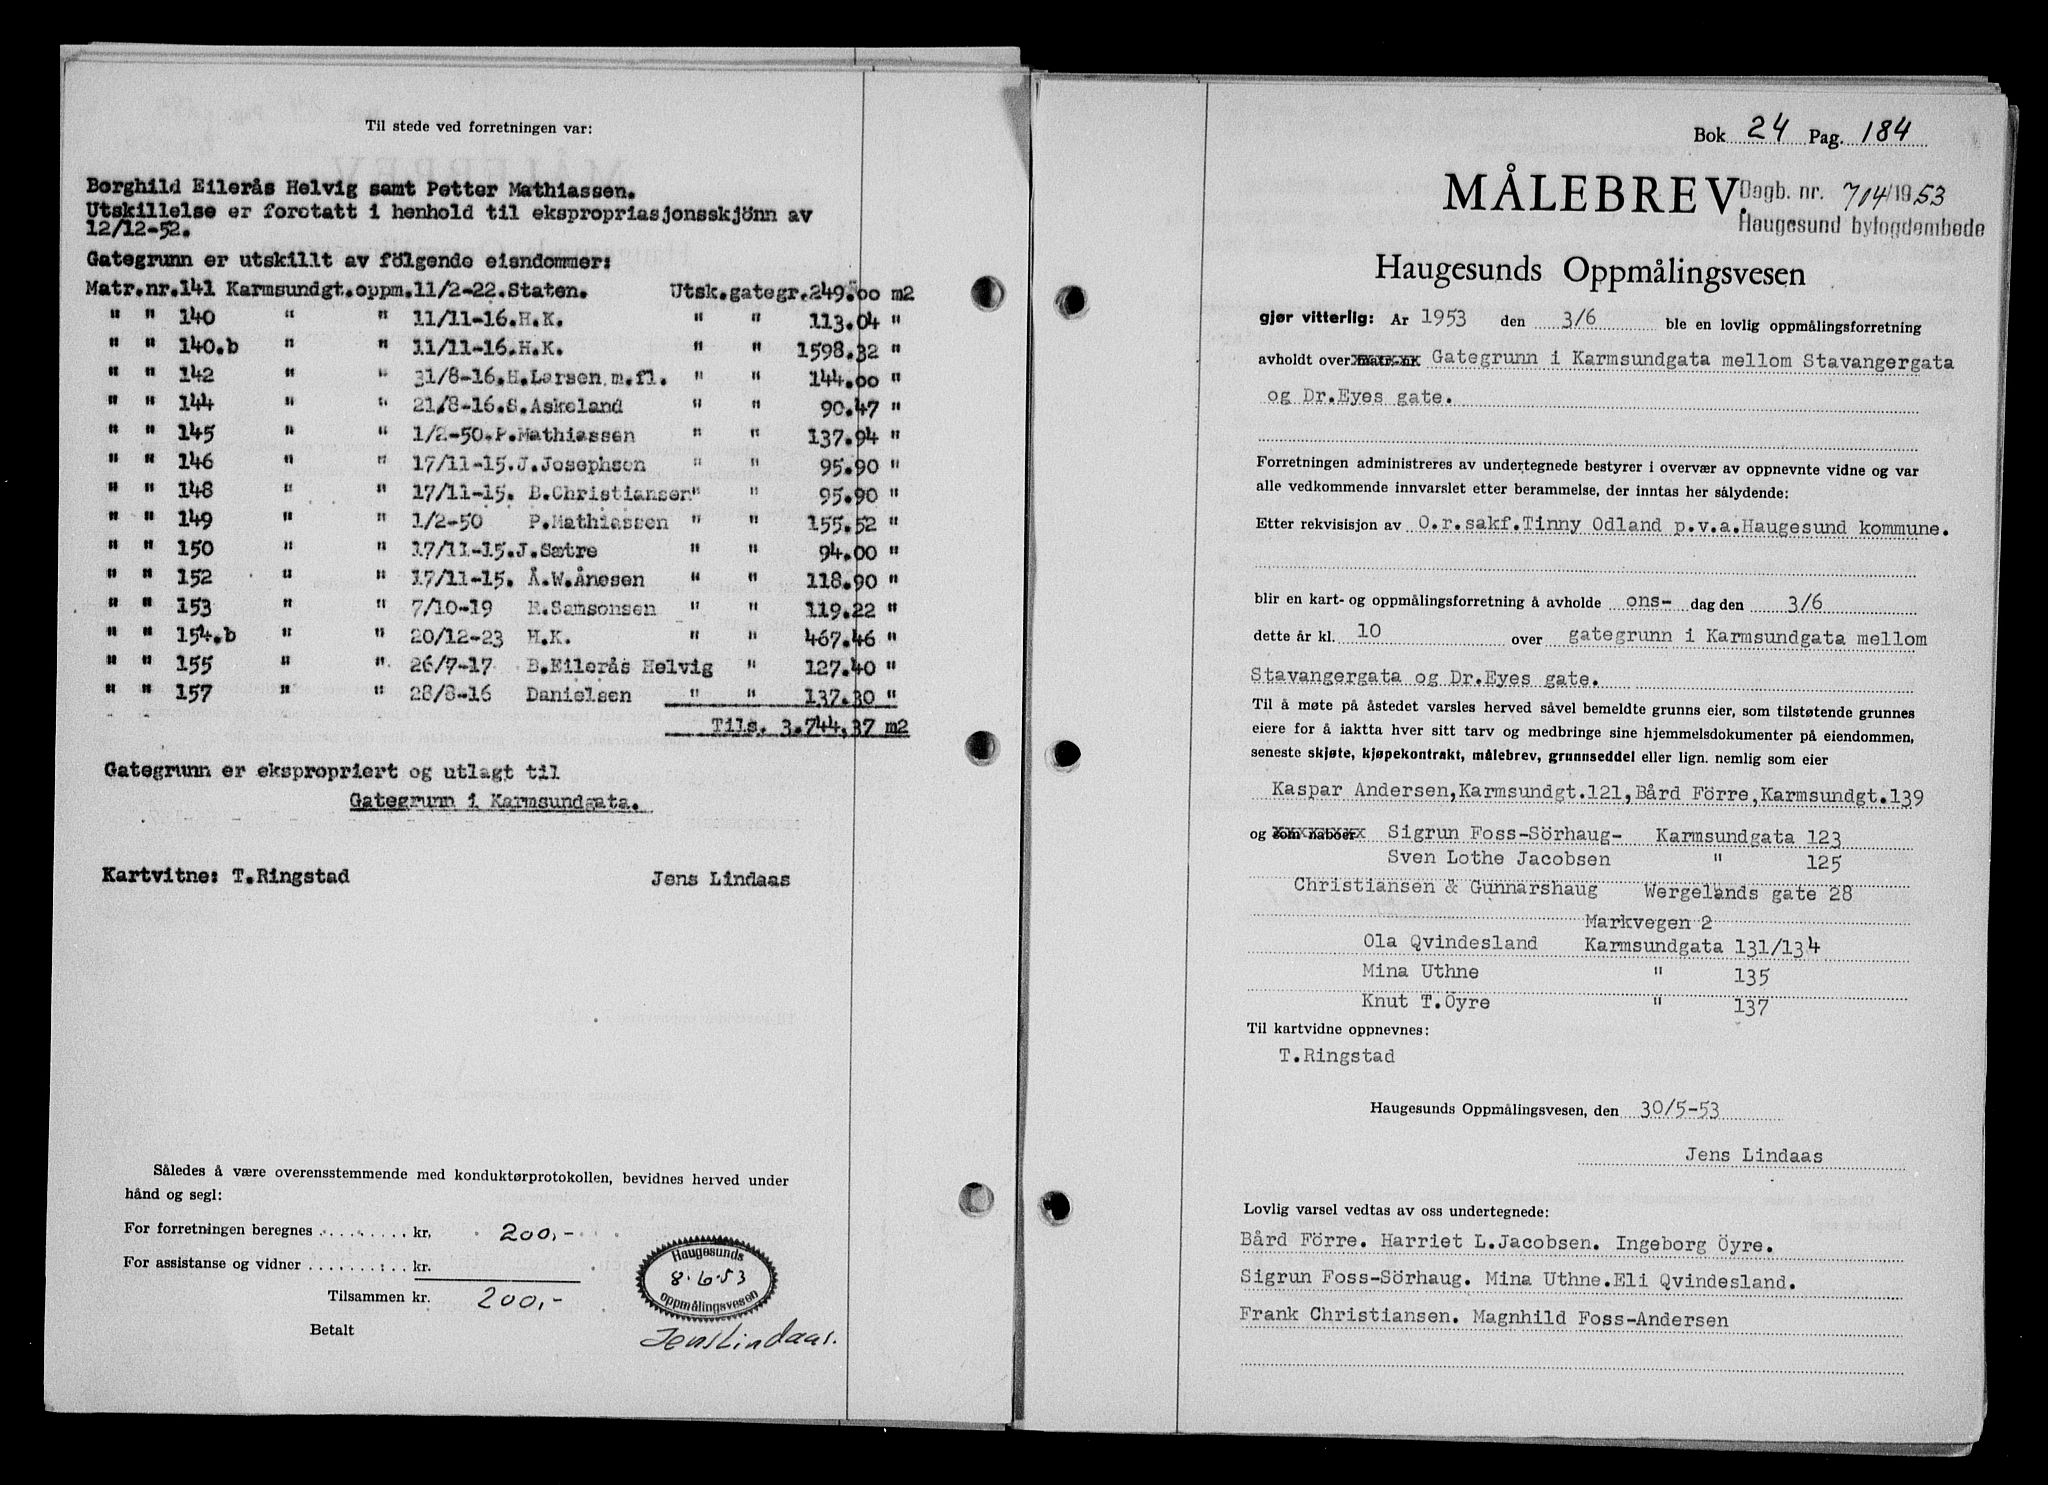 Til stede ved forretningen var:
Borghild Eilerås Helvig samt Petter Mathiassen.
Utskillelse er foretatt i henhold til ekspropriasjonsskjönn av
12/12-52.
Gategrunn er utskillt av fölgende eiendommer:
Matr.nr.141 Karmsundgt.oppm.11/2-22.Staten. Utsk.gategr.249.00 m2
" " 140 " " 11/11-16.H.K. " " 113.04 "
" " 140.b " " 11/11-16.H.K. " " 1598.32 "
" " 142 " " 31/8-16.H.Larsen m.fl. " " 144.00 "
" " 144 " " 21/8-16.S.Askeland " " 90.47 "
" " 145 " " 1/2-50.P.Mathiassen " " 137.94 "
" " 146 " " 17/11-15.J.Josephsen " " 95.90 "
" " 148 " " 17/11-15. B.Christiansen" " 95.90 "
" " 149 " " 1/2-50 P.Mathiassen " " 155.52 "
" " 150 " " 17/11-15.J.Sætre " " 94.00 "
" " 152 " " 17/11-15. Å.W.Ånesen " " 118.90 "
" " 153 " " 7/10-19 E.Samsonsen " " 119.22 "
" " 154.b " " 20/12-23 H.K. " " 467.46 "
" " 155 " " 26/7-17 B.Eilerås Helvig " 127.40 "
" " 157 " " 28/8-16 Danielsen " " 137.30 "
Tils. 3.744,37 m2
Gategrunn er ekspropriert og utlagt til
Gategrunn i Karmsundgata.
Kartvitne: T.Ringstad Jens Lindaas
Således å være overensstemmende med konduktørprotokollen, bevidnes herved under
hånd og segl:
For forretningen beregnes . . . . . . . . kr. 200,-
For assistanse og vidner . . . . . . . . . kr.
Tilsammen kr. 200,-
Betalt
Haugesunds
8.6.53
oppmålingsvesen
Jens Lindaas.
Bok 24 Pag. 184
MÅLEBREV. Dagb. nr. 704/1953
Haugesund byfogdembede
Haugesunds Oppmålingsvesen
gjør vitterlig: År 1953 den 3/6 ble en lovlig oppmålingsforretning
avholdt over matr. nr. Gategrunn i Karmsundgata mellom Stavangergata
og Dr.Eyes gate.
Forretningen administreres av undertegnede bestyrer i overvær av oppnevnte vidne og var
alle vedkommende innvarslet etter berammelse, der inntas her sålydende:
Etter rekvisisjon av O.r.sakf.Tinny Odland p.v.a.Haugesund kommune.
blir en kart- og oppmålingsforretning å avholde ons- dag den 3/6
dette år kl. 10 over gategrunn i Karmsundgata mellom
Stavangergata og Dr.Eyes gate.
Til å møte på åstedet varsles herved såvel bemeldte grunns eier, som tilstøtende grunnes
eiere for å iaktta hver sitt tarv og medbringe sine hjemmelsdokumenter på eiendommen,
seneste skjøte, kjøpekontrakt, målebrev, grunnseddel eller lign. nemlig som eier
Kaspar Andersen,Karmsundgt.121,Bård Förre,Karmsundgt.139
og som naboer Sigrun Foss-Sörhaug- Karmsundgata 123
Sven Lothe Jacobsen " 125
Christiansen & Gunnarshaug Wergelands gate 28
Markvegen 2
Ola Qvindesland Karmsundgata 131/134
Mina Uthne " 135
Knut T.Öyre " 137
Til kartvidne oppnevnes:
T.Ringstad
Haugesunds Oppmålingsvesen, den 30/5-53
Jens Lindaas
Lovlig varsel vedtas av oss undertegnede:
Bård Förre. Harriet L.Jacobsen. Ingeborg Öyre.
Sigrun Foss-Sörhaug. Mina Uthne.Eli Qvindesland.
Frank Christiansen. Magnhild Foss-Andersen